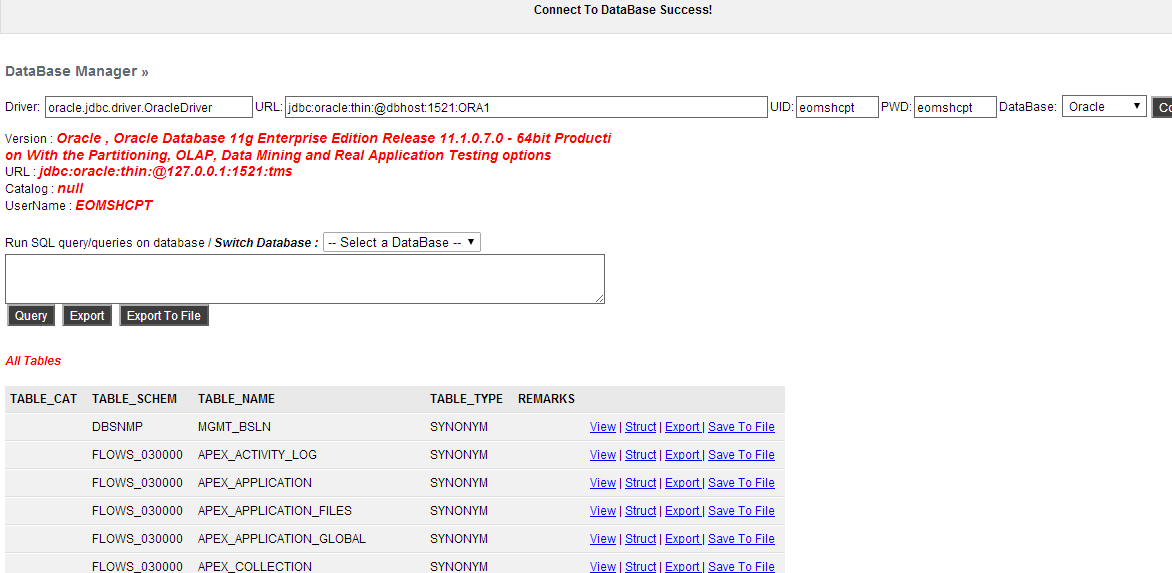 Connect To DataBase Success!
DataBase Manager »
Driver: oracle.jdbc.driver.OracleDriver URL: jdbc:oracle:thin:@dbhost:1521:ORA1 UID: eomshcpt PWD: eomshcpt DataBase: Oracle Co
Version : Oracle , Oracle Database 11g Enterprise Edition Release 11.1.0.7.0 - 64bit Producti
on With the Partitioning, OLAP, Data Mining and Real Application Testing options
URL : jdbc:oracle:thin:@127.0.0.1:1521:tms
Catalog : null
UserName : EOMSHCPT
Run SQL query/queries on database / Switch Database : -- Select a DataBase --
Query Export Export To File
All Tables
TABLE_CAT TABLE_SCHEM TABLE_NAME TABLE_TYPE REMARKS
DBSNMP MGMT_BSLN SYNONYM View | Struct | Export | Save To File
FLOWS_030000 APEX_ACTIVITY_LOG SYNONYM View | Struct | Export | Save To File
FLOWS_030000 APEX_APPLICATION SYNONYM View | Struct | Export | Save To File
FLOWS_030000 APEX_APPLICATION_FILES SYNONYM View | Struct | Export | Save To File
FLOWS_030000 APEX_APPLICATION_GLOBAL SYNONYM View | Struct | Export | Save To File
FLOWS_030000 APEX_COLLECTION SYNONYM View | Struct | Export | Save To File